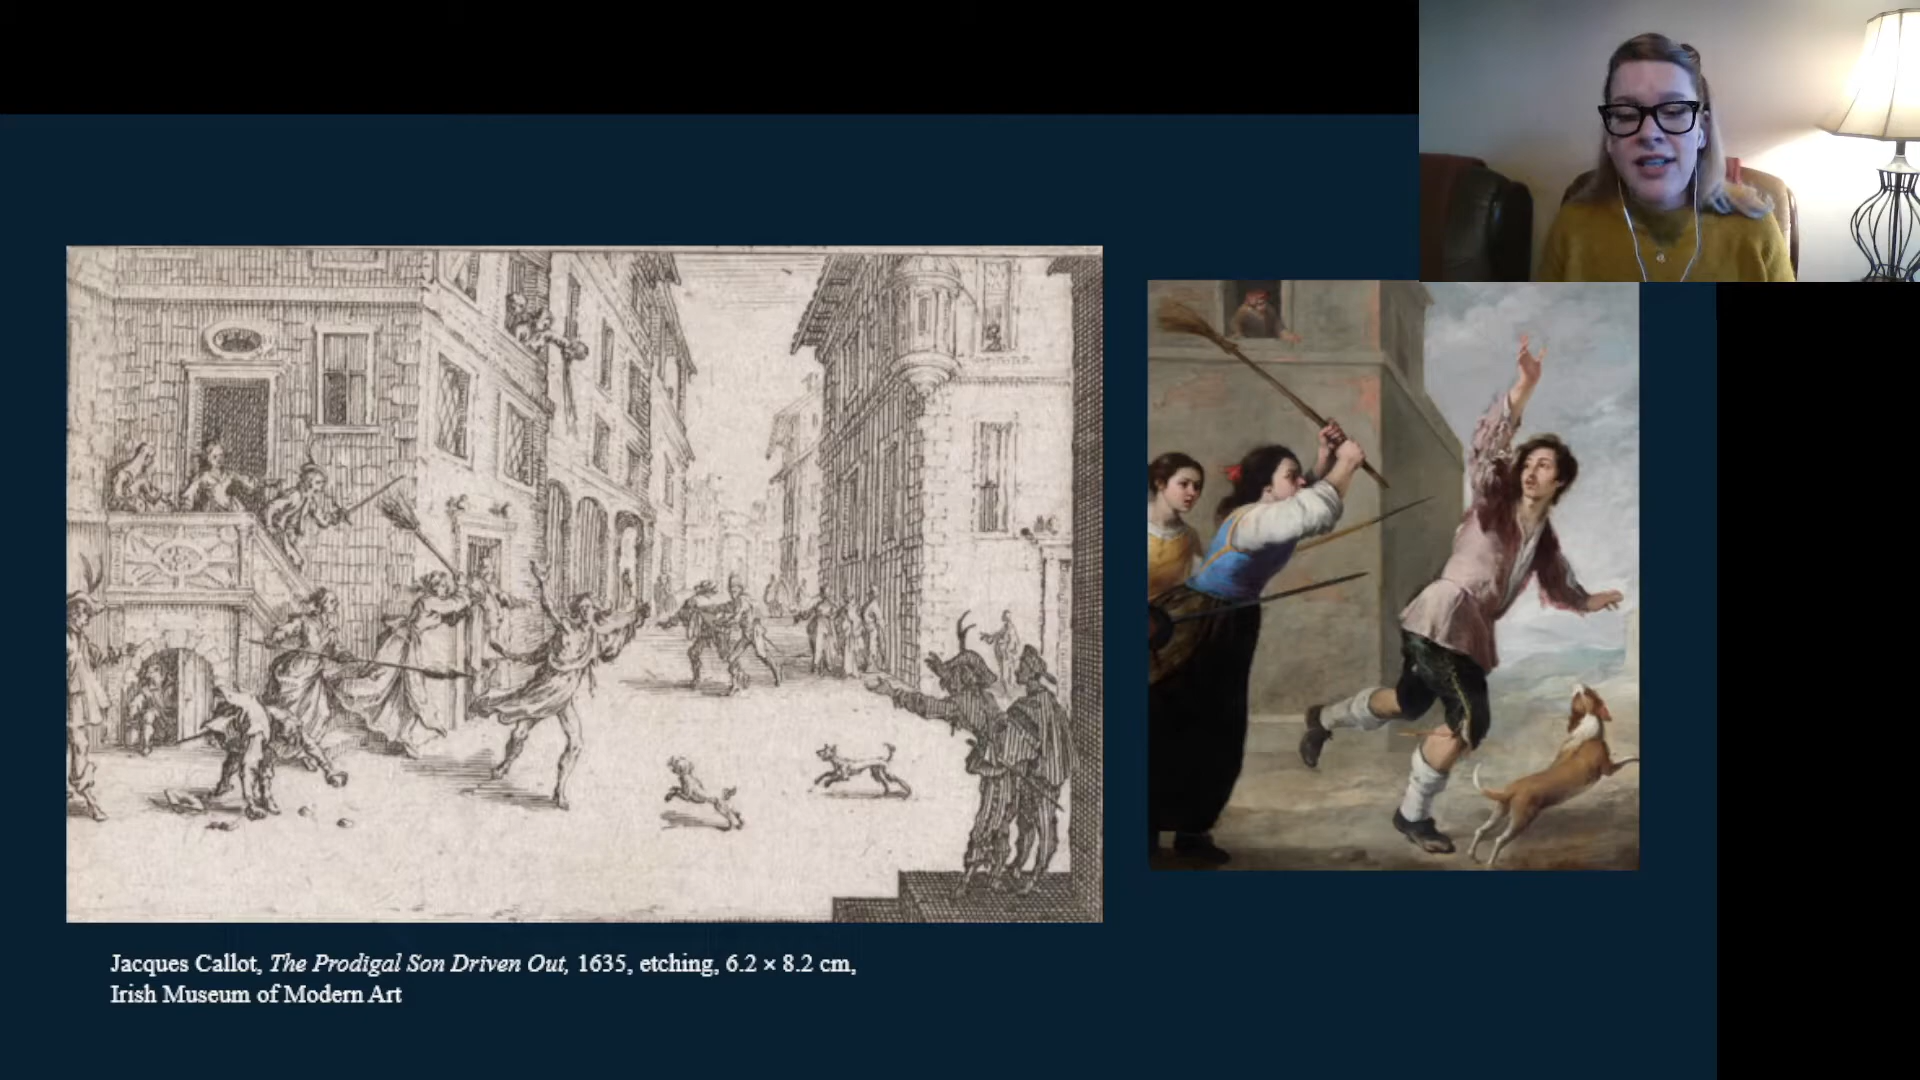 Jacques Callot, The Prodigal Son Driven Out, 1635, etching, 6.2 × 8.2 cm,
Irish Museum of Modern Art